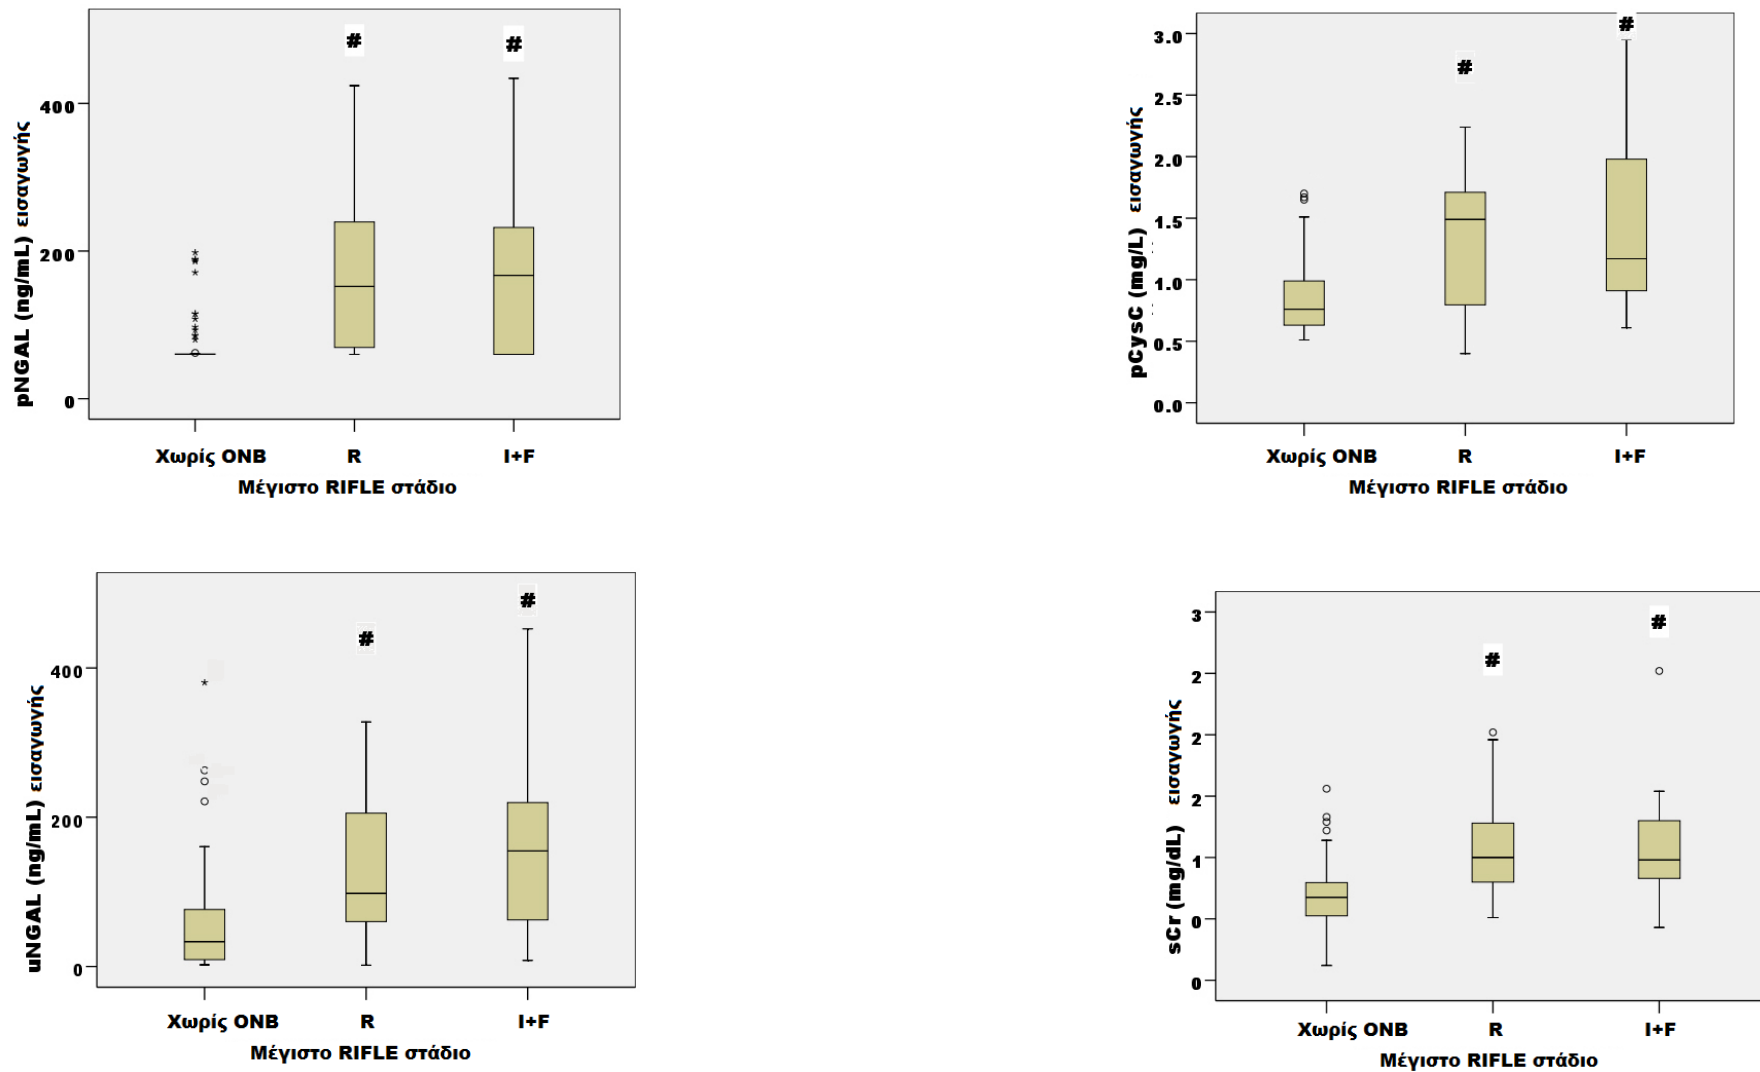 #
#
400
200
0
pNGAL (ng/mL) εισαγωγής
Χωρίς ΟΝΒ R I+F
Μέγιστο RIFLE στάδιο
#
#
3.0
2.5
2.0
1.5
1.0
0.5
0.0
pCysC (mg/L) εισαγωγής
Χωρίς ΟΝΒ R I+F
Μέγιστο RIFLE στάδιο
#
#
400
200
0
uNGAL (ng/mL) εισαγωγής
Χωρίς ΟΝΒ R I+F
Μέγιστο RIFLE στάδιο
#
#
3
2
2
2
1
0
0
sCr (mg/dL) εισαγωγής
Χωρίς ΟΝΒ R I+F
Μέγιστο RIFLE στάδιο